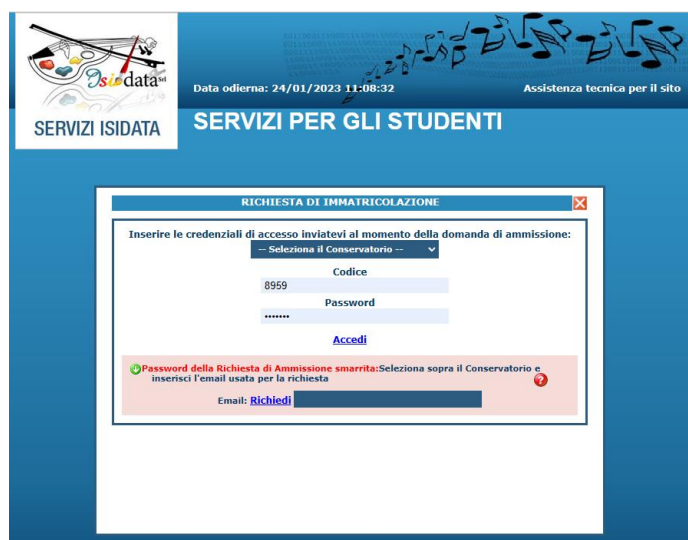 Isidata Srl
SERVIZI ISIDATA
Data odierna: 24/01/2023 11:08:32
Assistenza tecnica per il sito
SERVIZI PER GLI STUDENTI
RICHIESTA DI IMMATRICOLAZIONE
Inserire le credenziali di accesso inviatevi al momento della domanda di ammissione:
-- Seleziona il Conservatorio --
Codice
8959
Password
•••••••
Accedi
Password della Richiesta di Ammissione smarrita:Seleziona sopra il Conservatorio e
inserisci l'email usata per la richiesta
?
Email: Richiedi